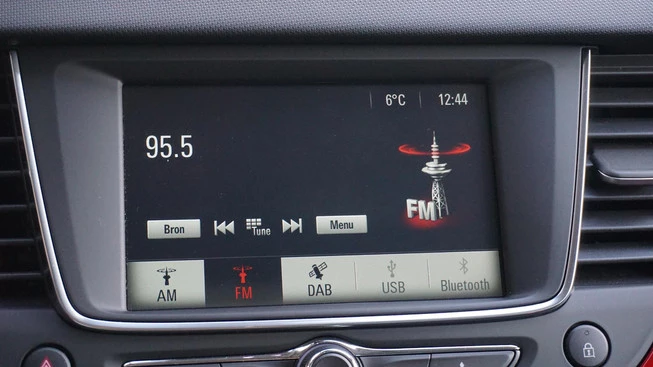 6°C 12:44
95.5
FM
Bron Tune Menu
AM FM DAB USB Bluetooth